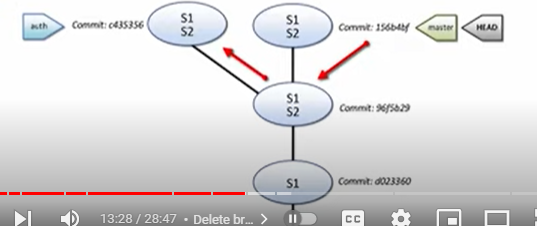 auth
Commit: c435356
S1
S2
S1
S2
Commit: 156b4bf
master
HEAD
S1
S2
Commit: 96f5b29
S1
Commit: d023360
13:28 / 28:47 • Delete br... >
CC